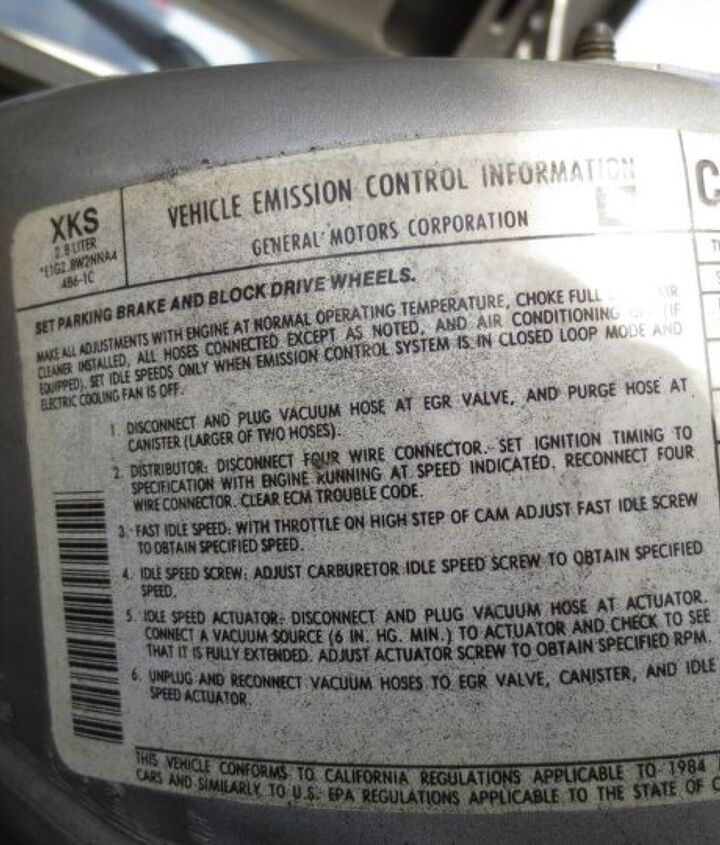 XKS
2.8 LITER
4B6-1C
VEHICLE EMISSION CONTROL INFORMATION
GENERAL MOTORS CORPORATION
SET PARKING BRAKE AND BLOCK DRIVE WHEELS.
MAKE ALL ADJUSTMENTS WITH ENGINE AT NORMAL OPERATING TEMPERATURE, CHOKE FULL AIR
CLEANER INSTALLED, ALL HOSES CONNECTED EXCEPT AS NOTED, AND AIR CONDITIONING (IF
EQUIPPED). SET IDLE SPEEDS ONLY WHEN EMISSION CONTROL SYSTEM IS IN CLOSED LOOP MODE AND
ELECTRIC COOLING FAN IS OFF.
1. DISCONNECT AND PLUG VACUUM HOSE AT EGR VALVE, AND PURGE HOSE AT
CANISTER (LARGER OF TWO HOSES).
2. DISTRIBUTOR: DISCONNECT FOUR WIRE CONNECTOR. SET IGNITION TIMING TO
SPECIFICATION WITH ENGINE RUNNING AT SPEED INDICATED. RECONNECT FOUR
WIRE CONNECTOR. CLEAR ECM TROUBLE CODE.
3. FAST IDLE SPEED: WITH THROTTLE ON HIGH STEP OF CAM ADJUST FAST IDLE SCREW
TO OBTAIN SPECIFIED SPEED.
4. IDLE SPEED SCREW: ADJUST CARBURETOR IDLE SPEED SCREW TO OBTAIN SPECIFIED
SPEED.
5. IDLE SPEED ACTUATOR: DISCONNECT AND PLUG VACUUM HOSE AT ACTUATOR.
CONNECT A VACUUM SOURCE (6 IN. HG. MIN.) TO ACTUATOR AND CHECK TO SEE
THAT IT IS FULLY EXTENDED. ADJUST ACTUATOR SCREW TO OBTAIN SPECIFIED RPM.
6. UNPLUG AND RECONNECT VACUUM HOSES TO EGR VALVE, CANISTER, AND IDLE
SPEED ACTUATOR.
THIS VEHICLE CONFORMS TO CALIFORNIA REGULATIONS APPLICABLE TO 1984
CARS AND SIMILARLY TO U.S. EPA REGULATIONS APPLICABLE TO THE STATE OF